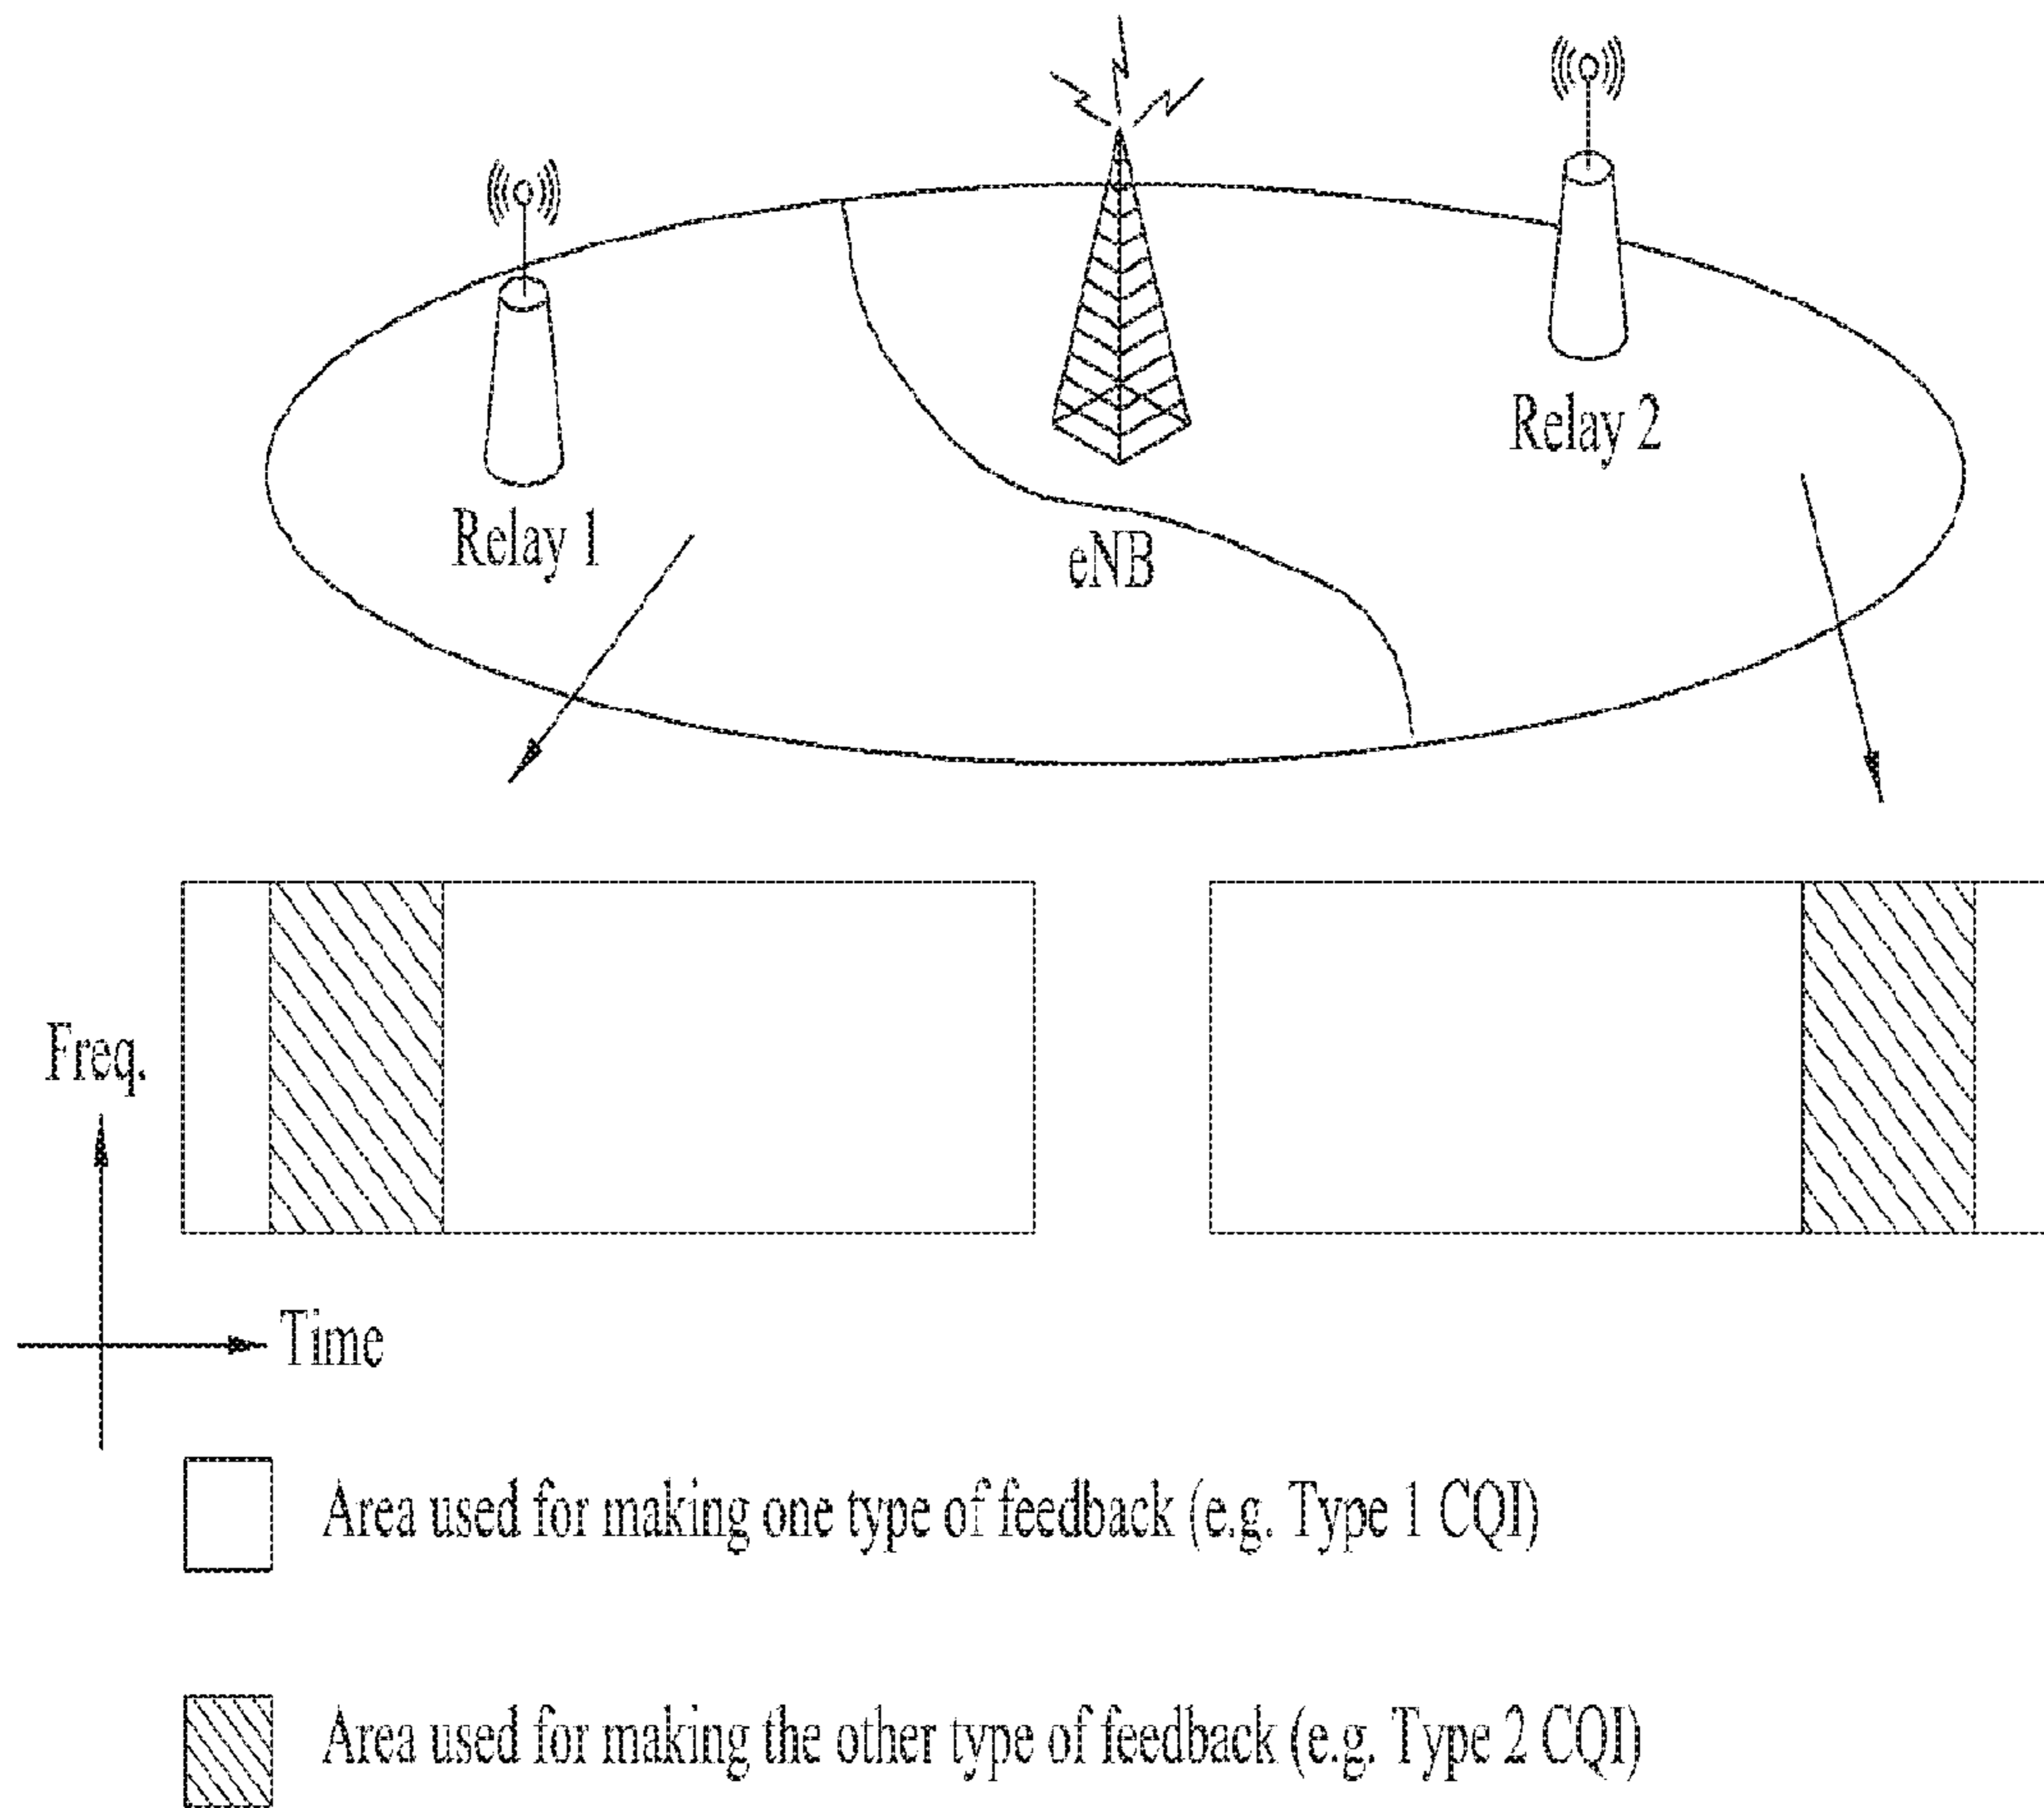 Relay 2
Relay 1
eNB
Freq.
Time
Area used for making one type of feedback (e.g. Type 1 CQI)
Area used for making the other type of feedback (e.g. Type 2 CQI)